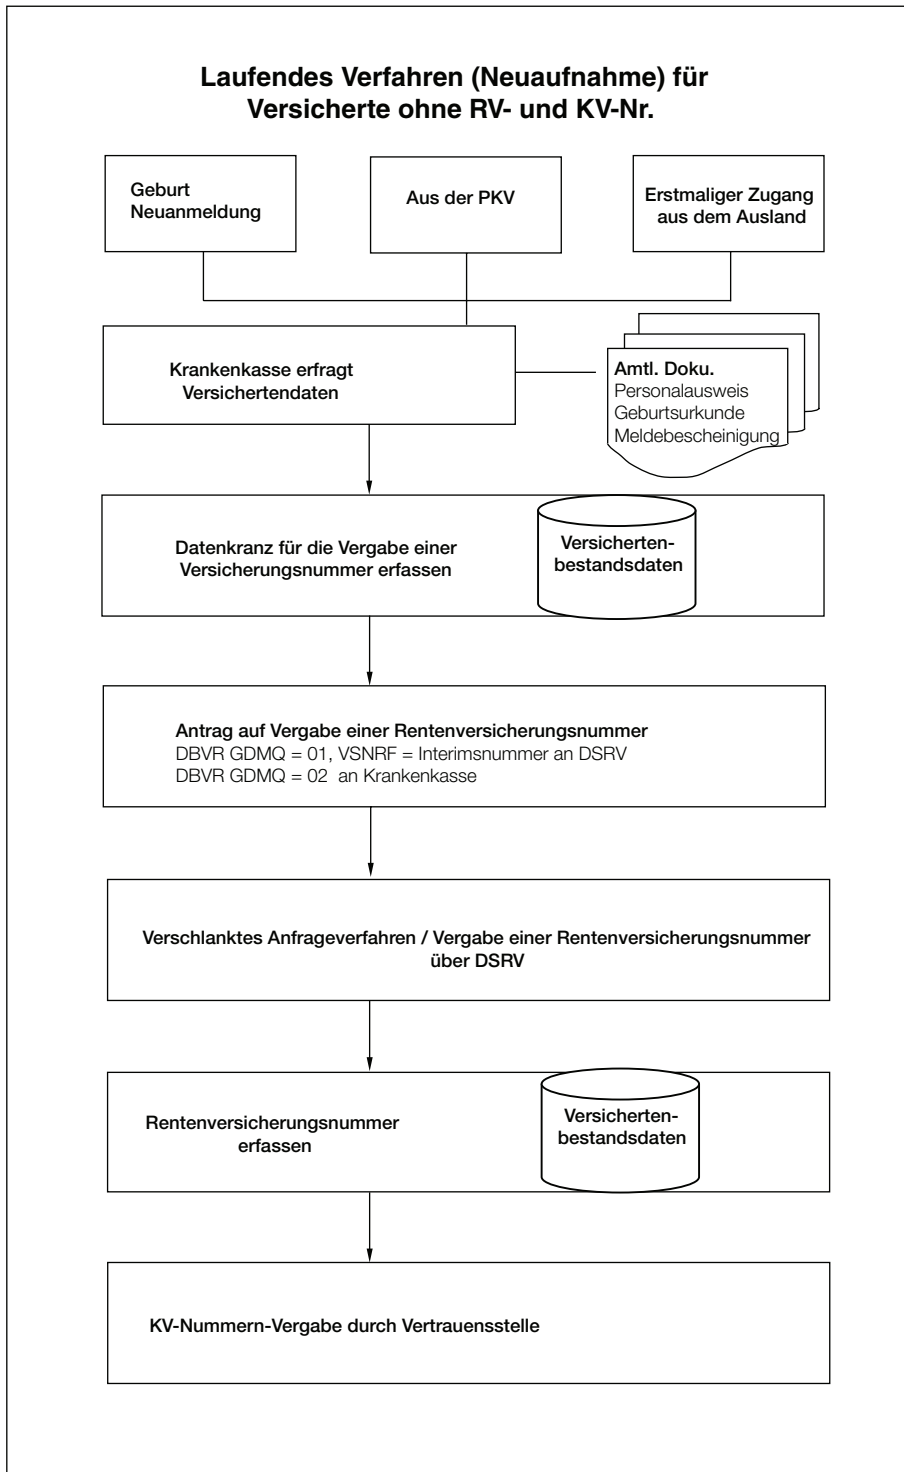 Laufendes Verfahren (Neuaufnahme) für
Versicherte ohne RV- und KV-Nr.
Geburt
Neuanmeldung
Aus der PKV
Erstmaliger Zugang
aus dem Ausland
Krankenkasse erfragt
Versichertendaten
Amtl. Doku.
Personalausweis
Geburtsurkunde
Meldebescheinigung
Datenkranz für die Vergabe einer
Versicherungsnummer erfassen
Versicherten-
bestandsdaten
Antrag auf Vergabe einer Rentenversicherungsnummer
DBVR GDMQ = 01, VSNRF = Interimsnummer an DSRV
DBVR GDMQ = 02 an Krankenkasse
Verschlanktes Anfrageverfahren / Vergabe einer Rentenversicherungsnummer
über DSRV
Rentenversicherungsnummer
erfassen
Versicherten-
bestandsdaten
KV-Nummern-Vergabe durch Vertrauensstelle